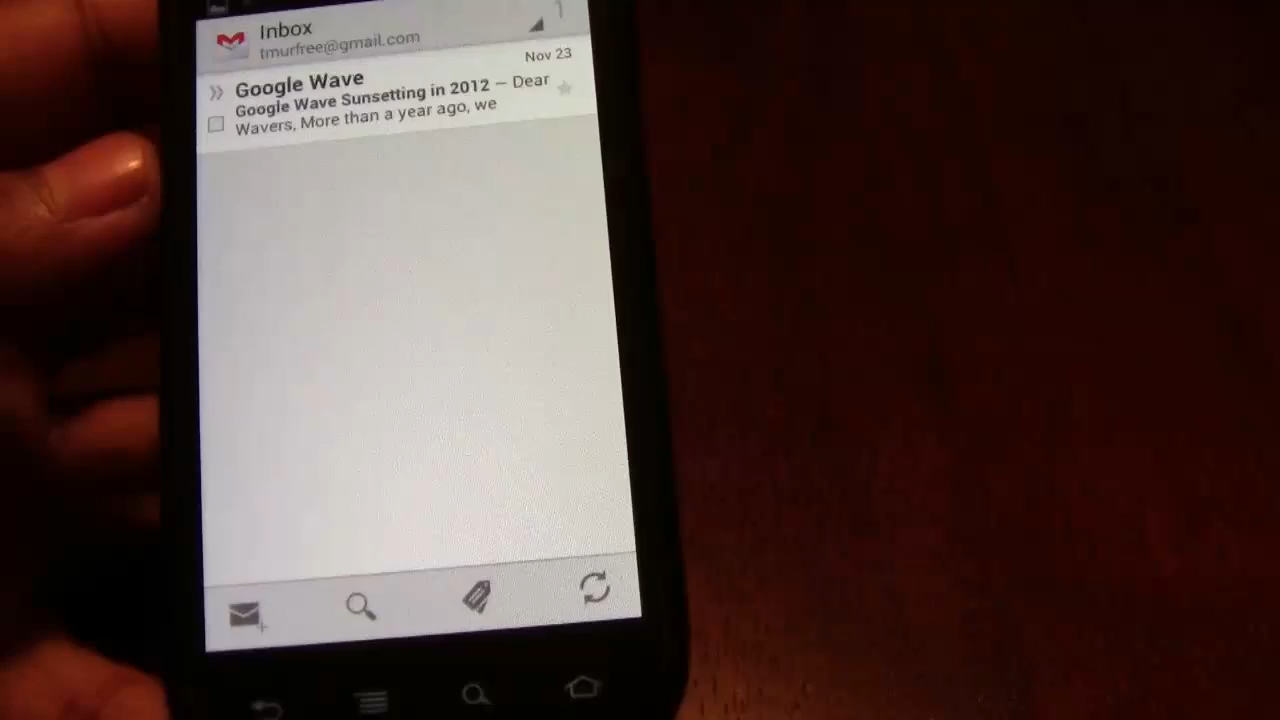 Inbox
1
tmurfree@gmail.com
Nov 23
Google Wave
Google Wave Sunsetting in 2012 – Dear
Wavers, More than a year ago, we